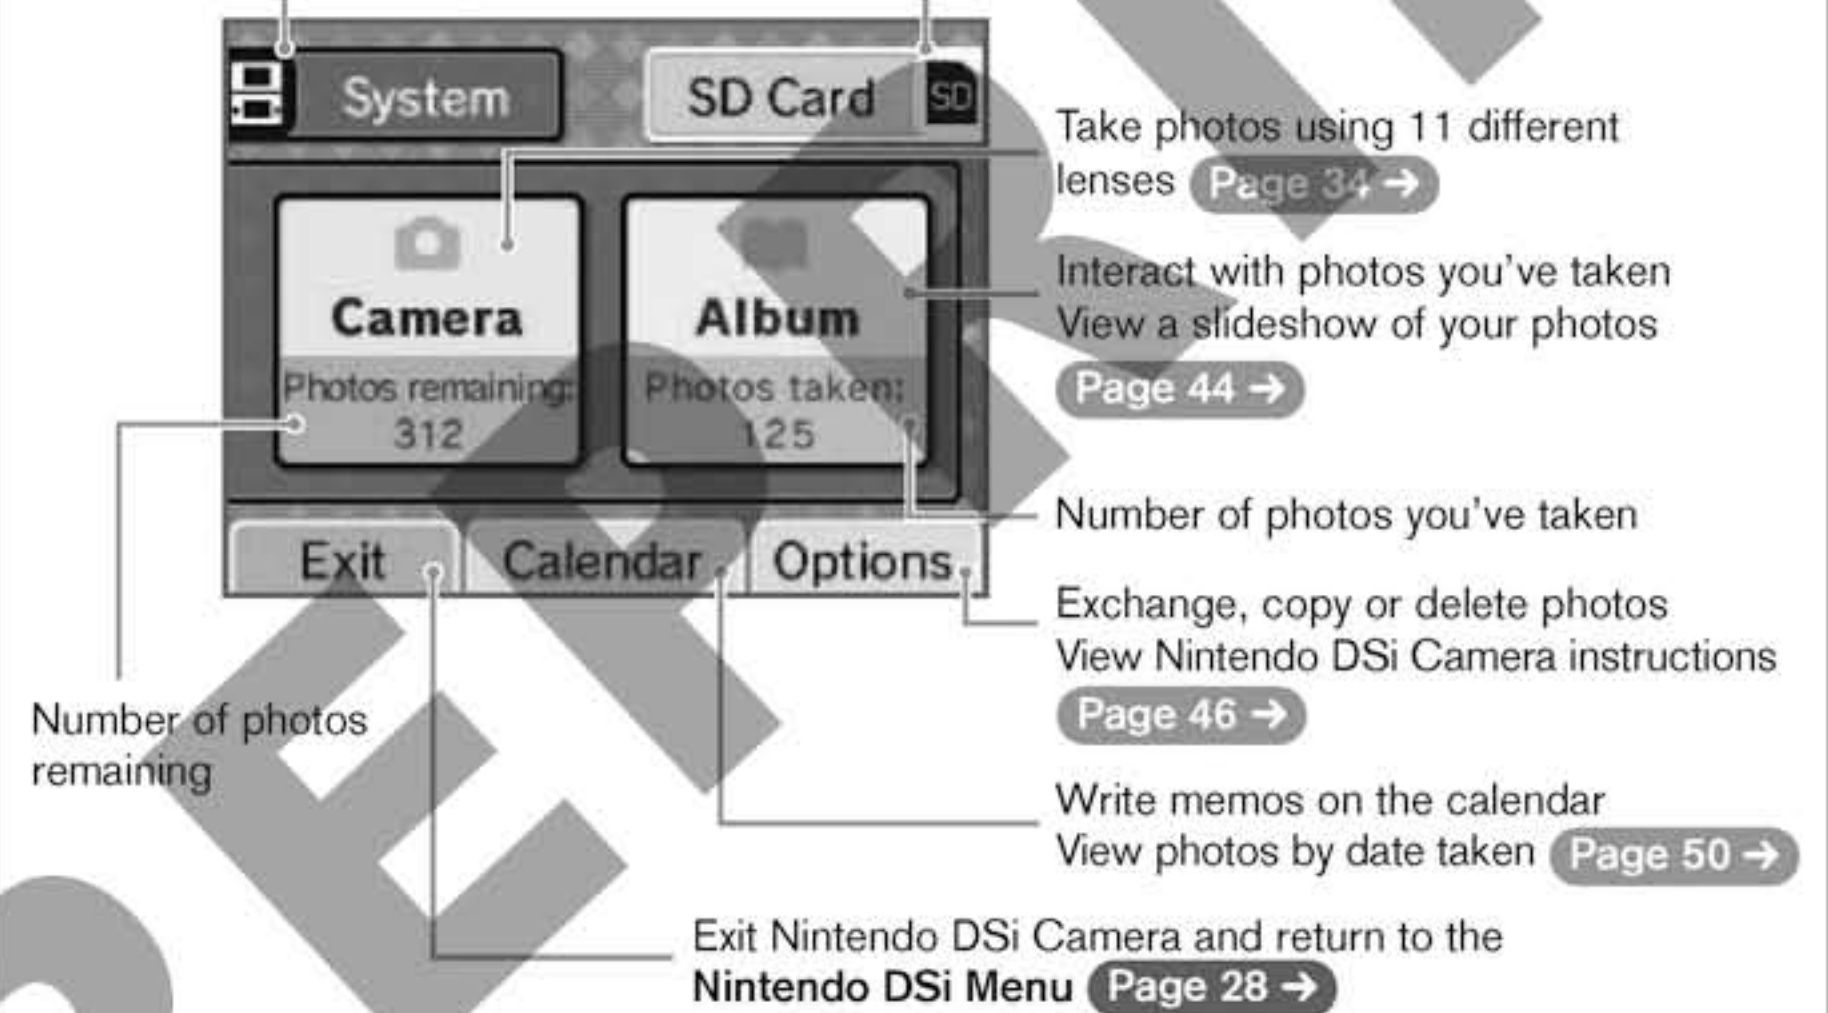 System
SD Card SD
Take photos using 11 different
lenses Page 34 →
Camera
Photos remaining:
312
Album
Photos taken:
125
Interact with photos you've taken
View a slideshow of your photos
Page 44 →
Number of photos you've taken
Exit
Calendar
Options
Exchange, copy or delete photos
View Nintendo DSi Camera instructions
Page 46 →
Number of photos
remaining
Write memos on the calendar
View photos by date taken Page 50 →
Exit Nintendo DSi Camera and return to the
Nintendo DSi Menu Page 28 →